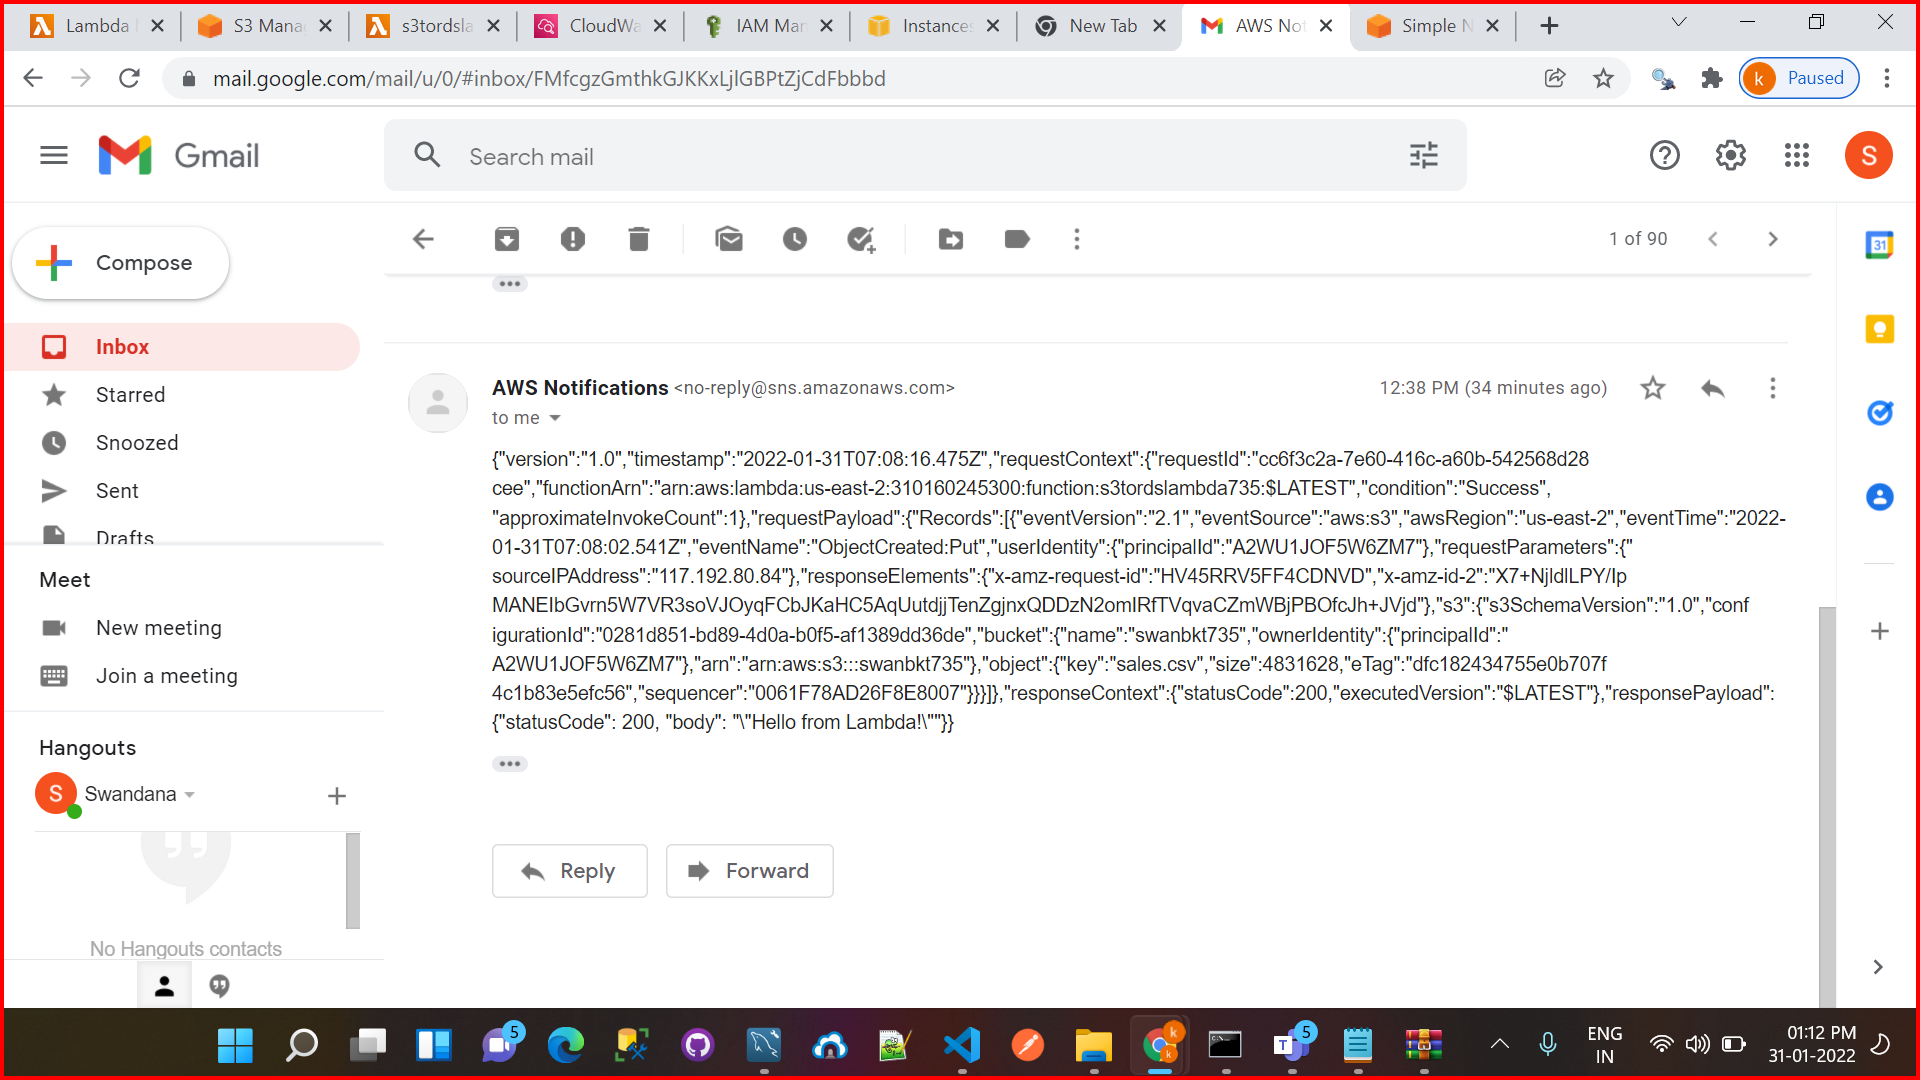 Lambda
S3 Mana
s3tordsla
CloudWa
IAM Man
Instances
New Tab
AWS Not
Simple N
mail.google.com/mail/u/0/#inbox/FMfcgzGmthkGJKKxLjlGBPtZjCdFbbbd
k
Paused
Gmail
Search mail
S
Compose
1 of 90
31
Inbox
Starred
Snoozed
Sent
Drafts
Meet
New meeting
Join a meeting
Hangouts
S
Swandana
No Hangouts contacts
AWS Notifications <no-reply@sns.amazonaws.com>
12:38 PM (34 minutes ago)
to me
{"version":"1.0","timestamp":"2022-01-31T07:08:16.475Z","requestContext":{"requestId":"cc6f3c2a-7e60-416c-a60b-542568d28
cee","functionArn":"arn:aws:lambda:us-east-2:310160245300:function:s3tordslambda735:$LATEST","condition":"Success",
"approximateInvokeCount":1},"requestPayload":{"Records":[{"eventVersion":"2.1","eventSource":"aws:s3","awsRegion":"us-east-2","eventTime":"2022-
01-31T07:08:02.541Z","eventName":"ObjectCreated:Put","userIdentity":{"principalId":"A2WU1JOF5W6ZM7"},"requestParameters":{"
sourceIPAddress":"117.192.80.84"},"responseElements":{"x-amz-request-id":"HV45RRV5FF4CDNVD","x-amz-id-2":"X7+NjldlLPY/Ip
MANEIbGvrn5W7VR3soVJOyqFCbJKaHC5AqUutdjjTenZgjnxQDDzN2omIRfTVqvaCZmWBjPBOfcJh+JVjd"},"s3":{"s3SchemaVersion":"1.0","conf
igurationId":"0281d851-bd89-4d0a-b0f5-af1389dd36de","bucket":{"name":"swanbkt735","ownerIdentity":{"principalId":"
A2WU1JOF5W6ZM7"},"arn":"arn:aws:s3:::swanbkt735"},"object":{"key":"sales.csv","size":4831628,"eTag":"dfc182434755e0b707f
4c1b83e5efc56","sequencer":"0061F78AD26F8E8007"}}}]},"responseContext":{"statusCode":200,"executedVersion":"$LATEST"},"responsePayload":
{"statusCode": 200, "body": "\"Hello from Lambda!\""}}
Reply
Forward
5
k
k
T
5
ENG
IN
01:12 PM
31-01-2022